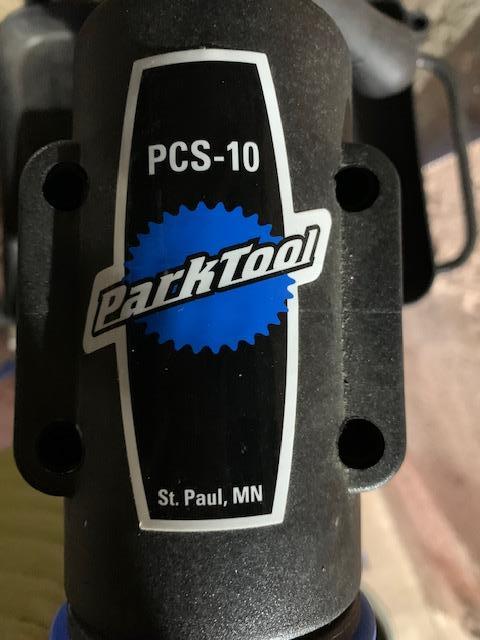 PCS-10
ParkTool
St. Paul, MN